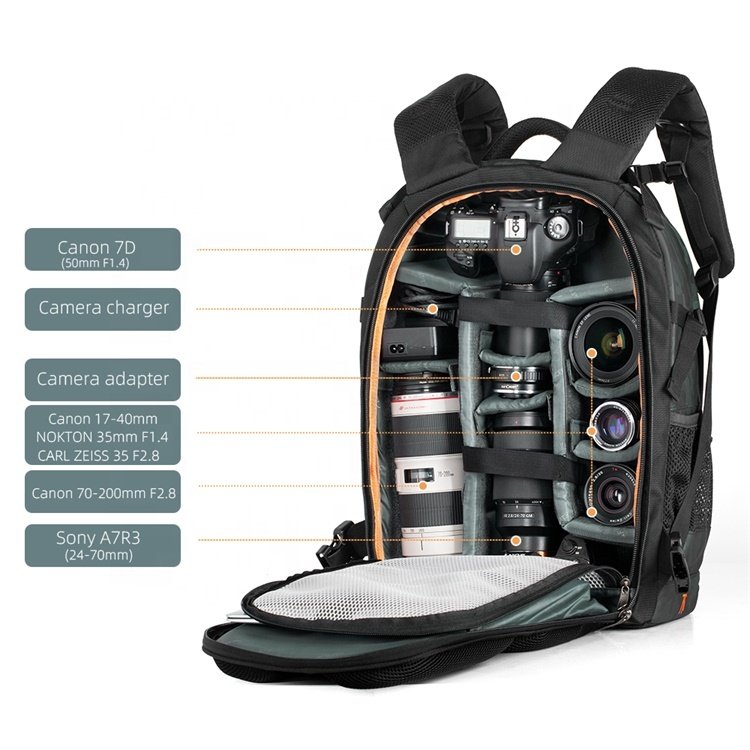 Canon 7D
(50mm F1.4)
Camera charger
Camera adapter
Canon 17-40mm
NOKTON 35mm F1.4
CARL ZEISS 35 F2.8
Canon 70-200mm F2.8
Sony A7R3
(24-70mm)